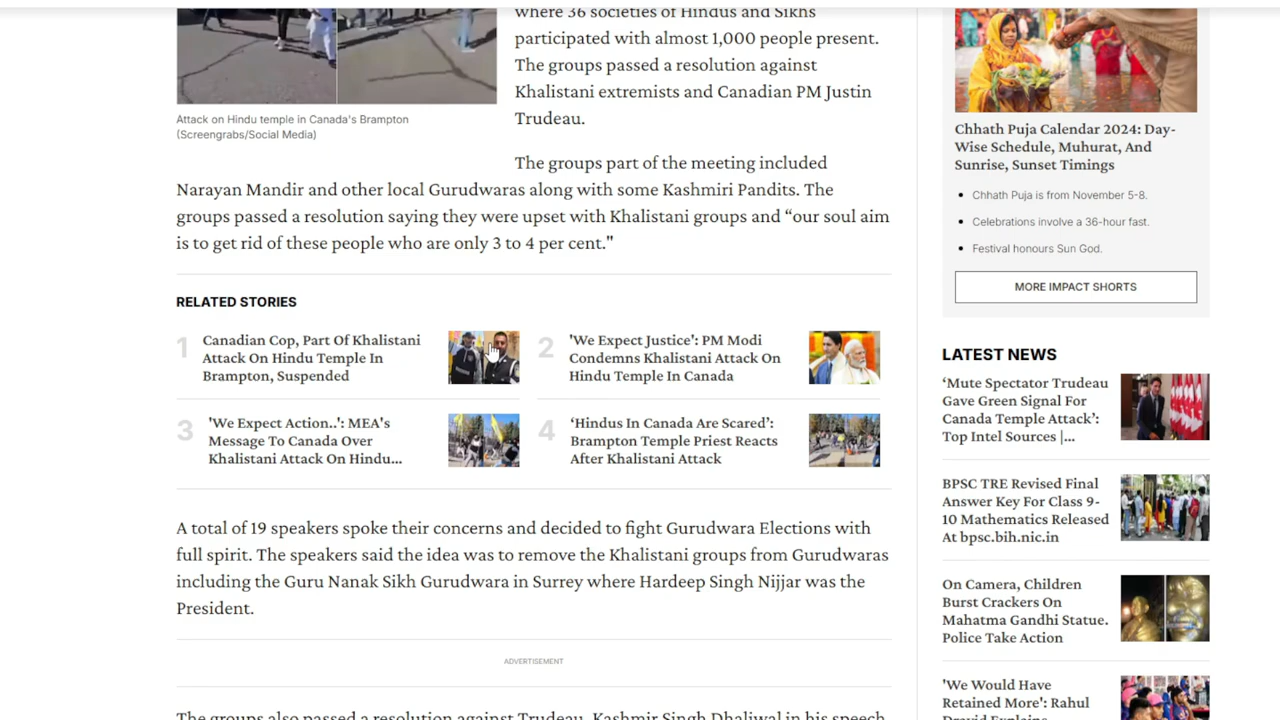 where 36 societies of Hindus and Sikhs
participated with almost 1,000 people present.
The groups passed a resolution against
Khalistani extremists and Canadian PM Justin
Trudeau.
Attack on Hindu temple in Canada's Brampton
(Screengrabs/Social Media)
The groups part of the meeting included
Narayan Mandir and other local Gurudwaras along with some Kashmiri Pandits. The
groups passed a resolution saying they were upset with Khalistani groups and “our soul aim
is to get rid of these people who are only 3 to 4 per cent."
RELATED STORIES
1
Canadian Cop, Part Of Khalistani
Attack On Hindu Temple In
Brampton, Suspended
2
'We Expect Justice': PM Modi
Condemns Khalistani Attack On
Hindu Temple In Canada
3
'We Expect Action..': MEA's
Message To Canada Over
Khalistani Attack On Hindu...
4
‘Hindus In Canada Are Scared’:
Brampton Temple Priest Reacts
After Khalistani Attack
A total of 19 speakers spoke their concerns and decided to fight Gurudwara Elections with
full spirit. The speakers said the idea was to remove the Khalistani groups from Gurudwaras
including the Guru Nanak Sikh Gurudwara in Surrey where Hardeep Singh Nijjar was the
President.
ADVERTISEMENT
The groups also passed a resolution against Trudeau. Kashmir Singh Dhaliwal in his speech
Chhath Puja Calendar 2024: Day-
Wise Schedule, Muhurat, And
Sunrise, Sunset Timings
• Chhath Puja is from November 5-8.
• Celebrations involve a 36-hour fast.
• Festival honours Sun God.
MORE IMPACT SHORTS
LATEST NEWS
‘Mute Spectator Trudeau
Gave Green Signal For
Canada Temple Attack’:
Top Intel Sources |...
BPSC TRE Revised Final
Answer Key For Class 9-
10 Mathematics Released
At bpsc.bih.nic.in
On Camera, Children
Burst Crackers On
Mahatma Gandhi Statue.
Police Take Action
'We Would Have
Retained More': Rahul
Dravid Explains